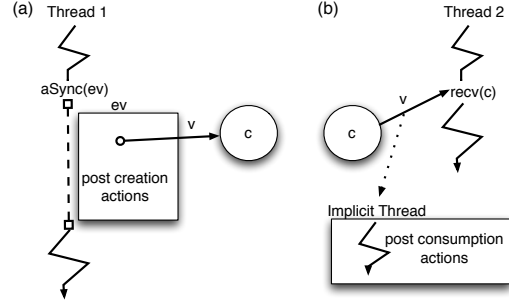 (a)
Thread 1
aSync(ev)
ev
v
c
post creation
actions
(b)
Thread 2
v
recv(c)
c
Implicit Thread
post consumption
actions